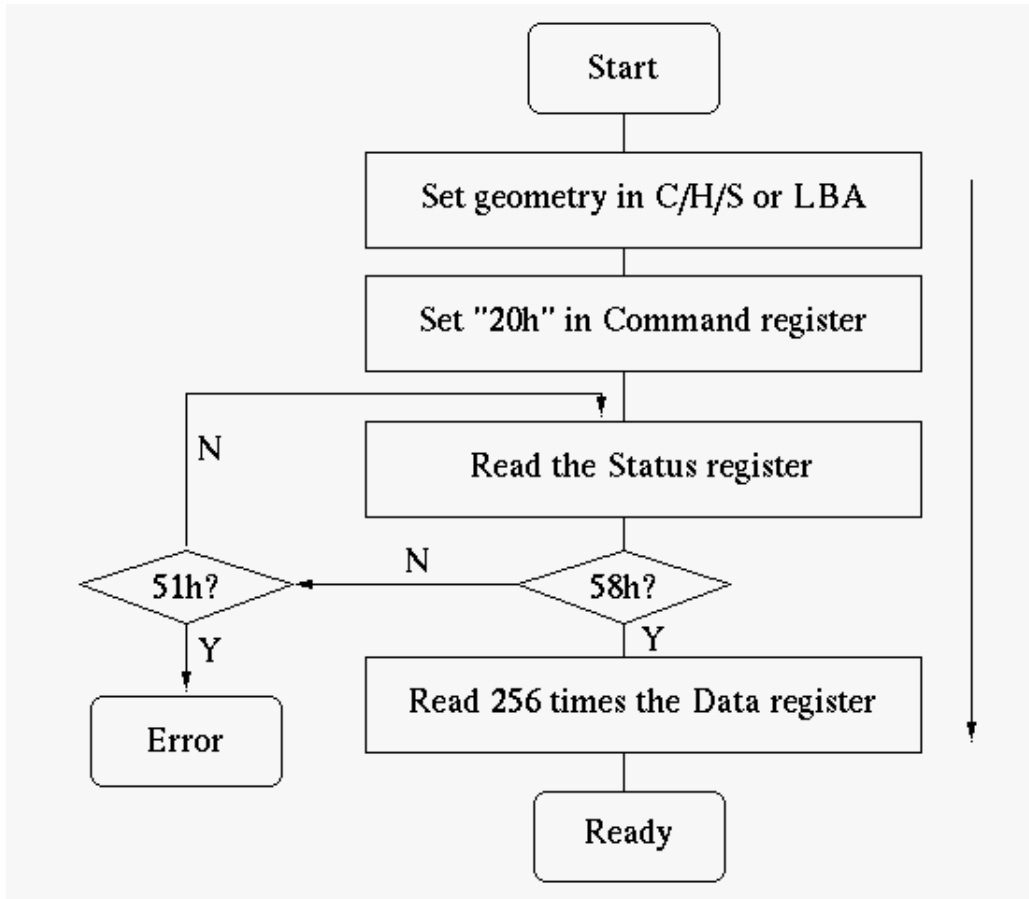 Start
Set geometry in C/H/S or LBA
Set "20h" in Command register
N
Read the Status register
N
51h?
58h?
Y
Y
Read 256 times the Data register
Error
Ready